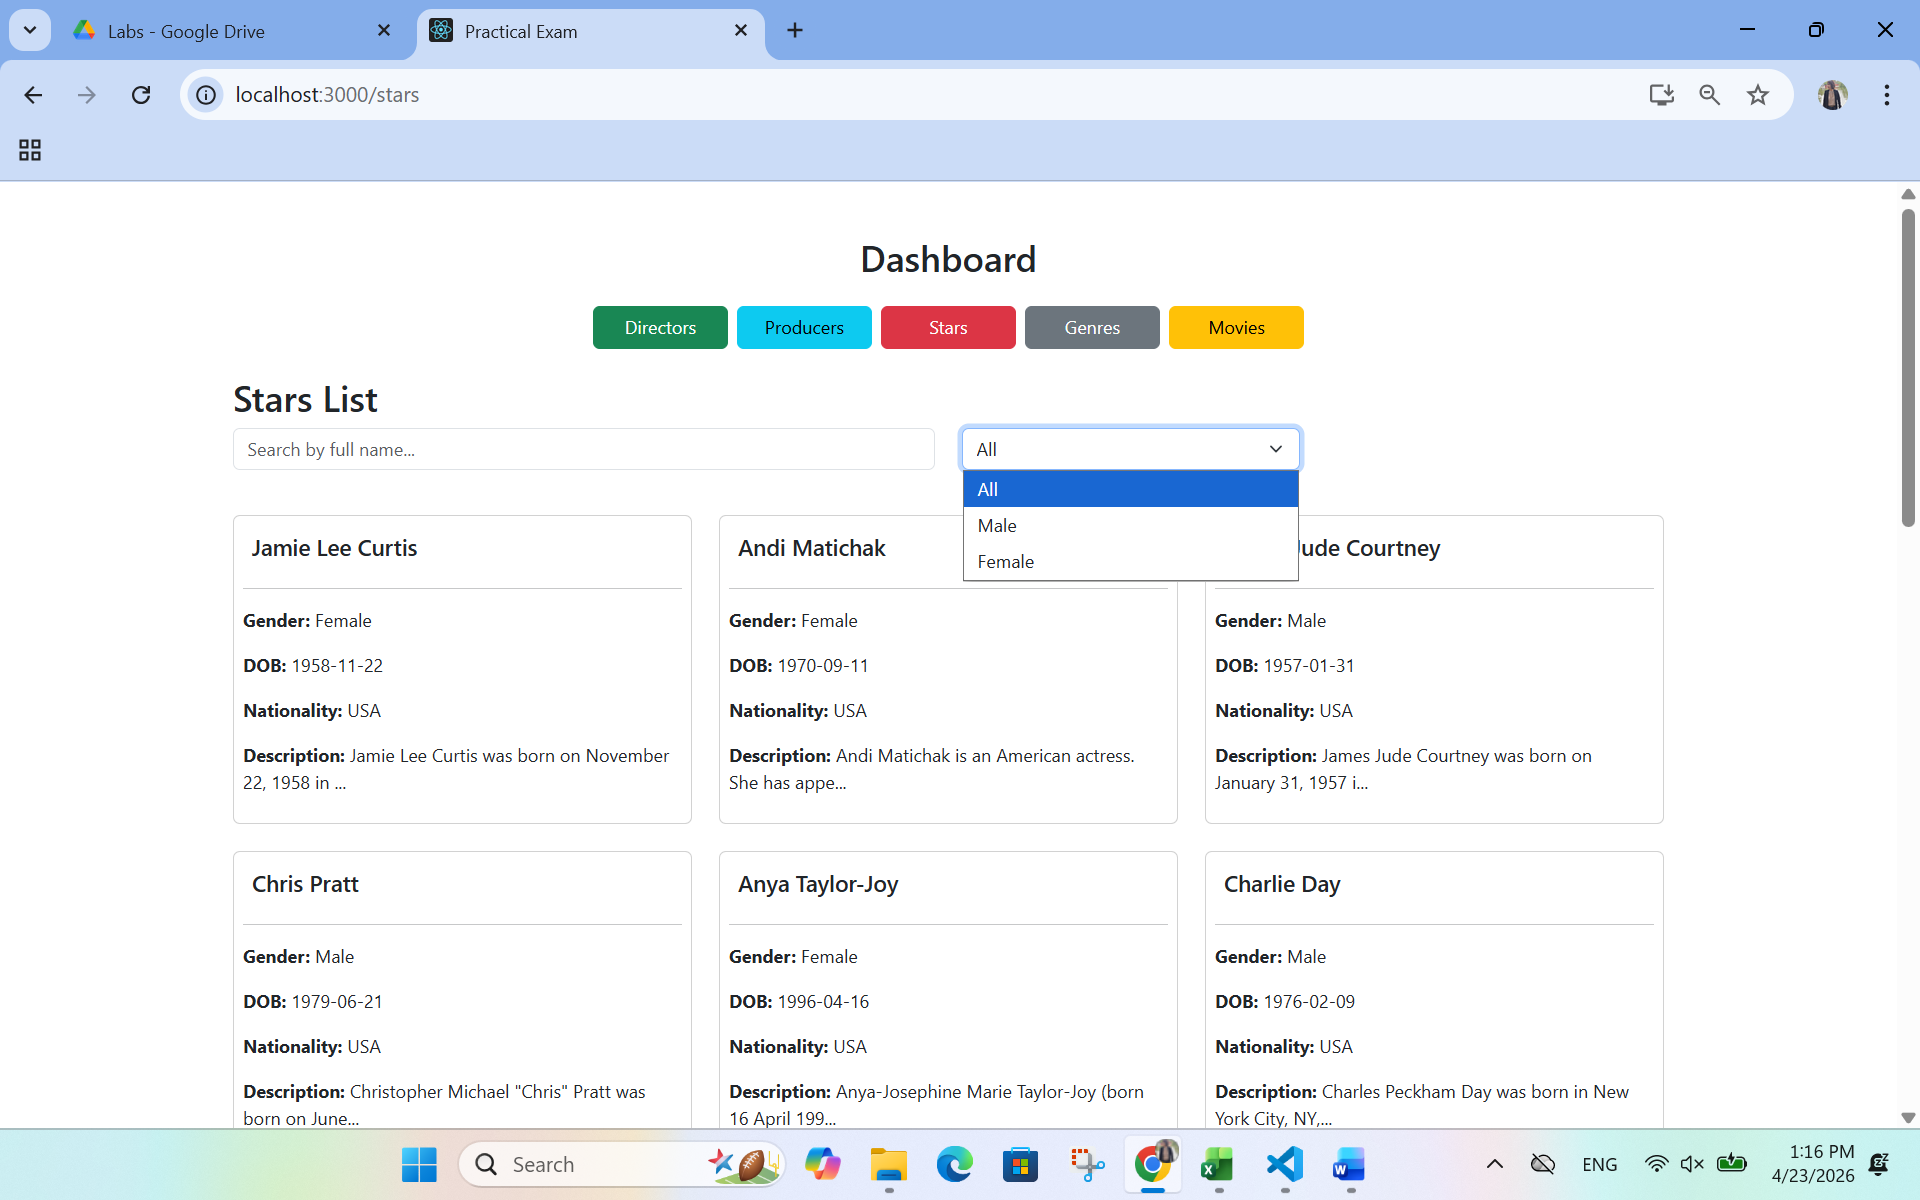 Labs - Google Drive
Practical Exam
localhost:3000/stars
Dashboard
Directors
Producers
Stars
Genres
Movies
Stars List
Search by full name...
All
All
Male
Female
Jamie Lee Curtis
Gender: Female
DOB: 1958-11-22
Nationality: USA
Description: Jamie Lee Curtis was born on November
22, 1958 in ...
Andi Matichak
Gender: Female
DOB: 1970-09-11
Nationality: USA
Description: Andi Matichak is an American actress.
She has appe...
Jude Courtney
Gender: Male
DOB: 1957-01-31
Nationality: USA
Description: James Jude Courtney was born on
January 31, 1957 i...
Chris Pratt
Gender: Male
DOB: 1979-06-21
Nationality: USA
Description: Christopher Michael "Chris" Pratt was
born on June...
Anya Taylor-Joy
Gender: Female
DOB: 1996-04-16
Nationality: USA
Description: Anya-Josephine Marie Taylor-Joy (born
16 April 199...
Charlie Day
Gender: Male
DOB: 1976-02-09
Nationality: USA
Description: Charles Peckham Day was born in New
York City, NY,...
Search
ENG
1:16 PM
4/23/2026